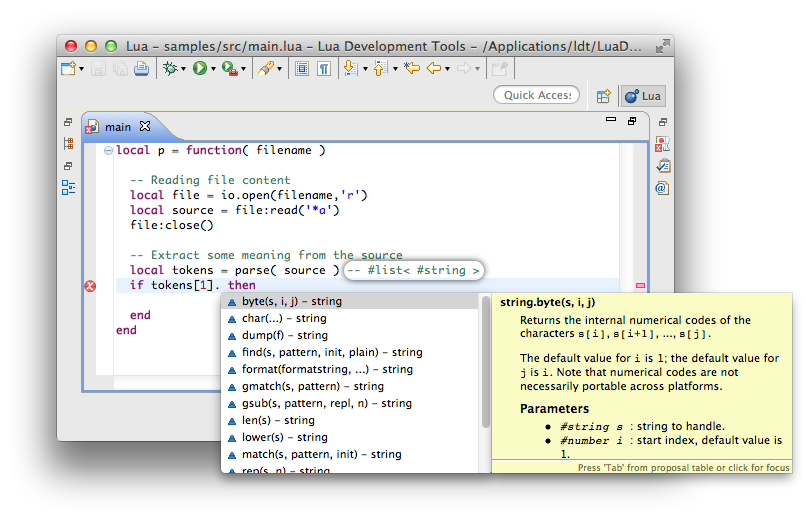 Lua – samples/src/main.lua – Lua Development Tools – /Applications/ldt/LuaD...
Quick Access
Lua
main
local p = function( filename )
-- Reading file content
local file = io.open(filename,'r')
local source = file:read('*a')
file:close()
-- Extract some meaning from the source
local tokens = parse( source ) -- #list< #string >
if tokens[1]. then
end
end
byte(s, i, j) – string
char(...) – string
dump(f) – string
find(s, pattern, init, plain) – string
format(formatstring, ...) – string
gmatch(s, pattern) – string
gsub(s, pattern, repl, n) – string
len(s) – string
lower(s) – string
match(s, pattern, init) – string
rep(s, n) – string
string.byte(s, i, j)
Returns the internal numerical codes of the
characters s[i], s[i+1], ..., s[j].
The default value for i is 1; the default value for
j is i. Note that numerical codes are not
necessarily portable across platforms.
Parameters
• #string s : string to handle.
• #number i : start index, default value is
1.
Press 'Tab' from proposal table or click for focus